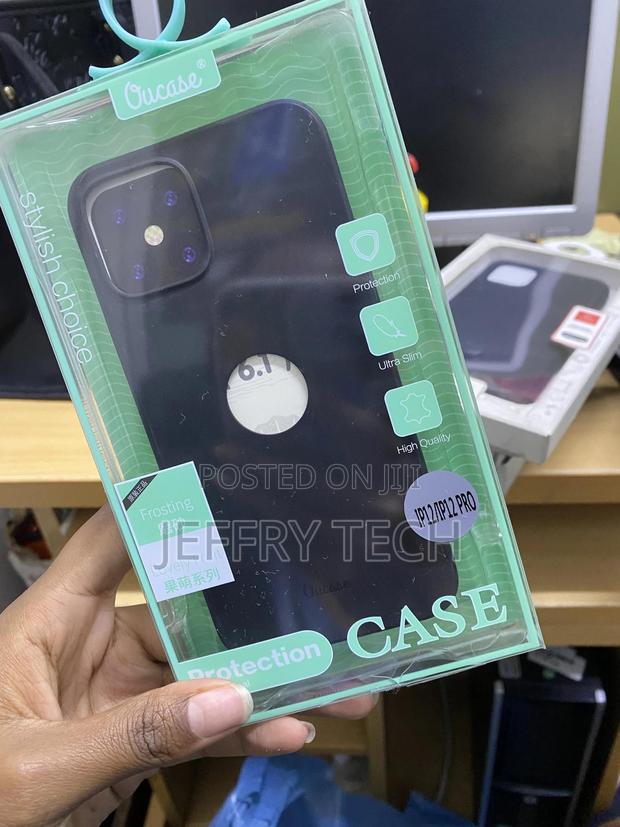 Oucase®
stylish choice
Protection
Ultra Slim
High Quality
6.1
POSTED ON JIJI
IP12/IP12 PRO
Frosting
JEFFRY TECH
Lovely
果萌系列
Oucase
CASE
Protection